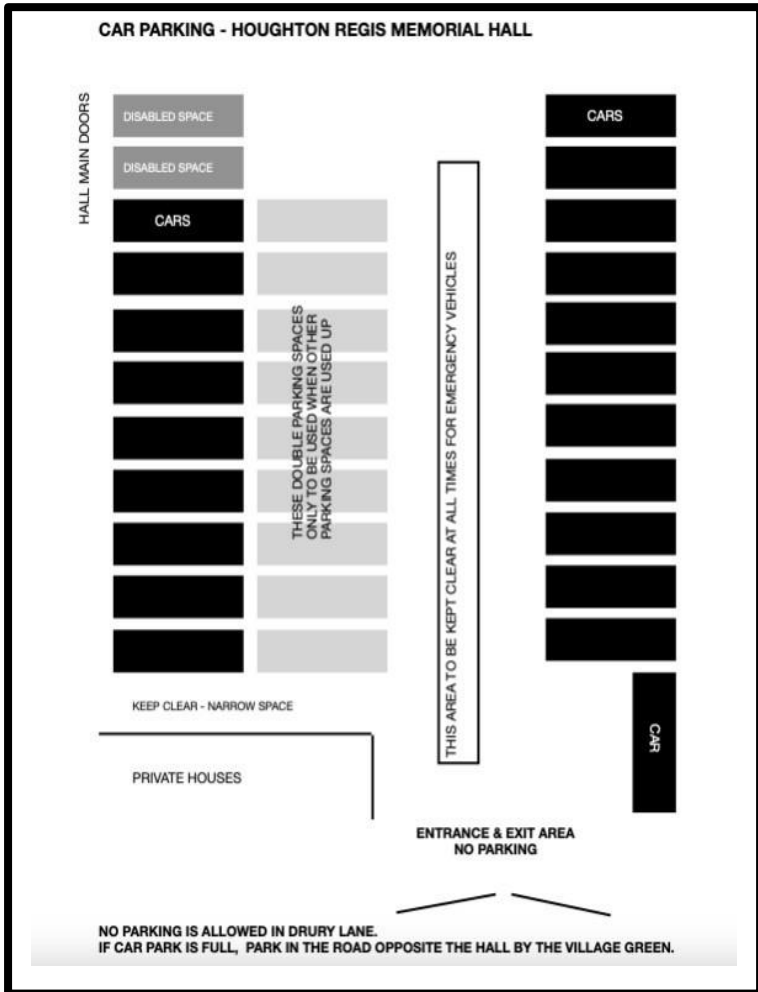 CAR PARKING - HOUGHTON REGIS MEMORIAL HALL
HALL MAIN DOORS
DISABLED SPACE
DISABLED SPACE
CARS
CARS
THESE DOUBLE PARKING SPACES
ONLY TO BE USED WHEN OTHER
PARKING SPACES ARE USED UP
THIS AREA TO BE KEPT CLEAR AT ALL TIMES FOR EMERGENCY VEHICLES
KEEP CLEAR - NARROW SPACE
CAR
PRIVATE HOUSES
ENTRANCE & EXIT AREA
NO PARKING
NO PARKING IS ALLOWED IN DRURY LANE.
IF CAR PARK IS FULL, PARK IN THE ROAD OPPOSITE THE HALL BY THE VILLAGE GREEN.